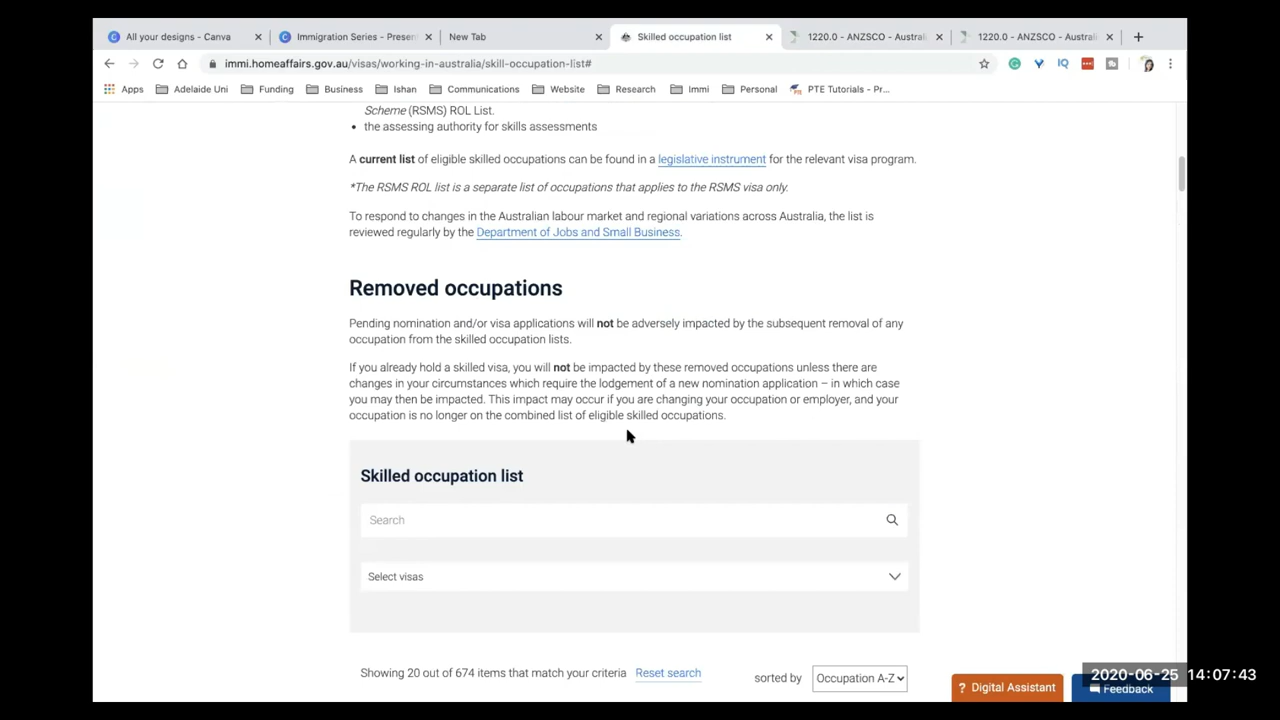 All your designs - Canva
Immigration Series - Presen
New Tab
Skilled occupation list
1220.0 - ANZSCO - Austral
1220.0 - ANZSCO - Austral
immi.homeaffairs.gov.au/visas/working-in-australia/skill-occupation-list#
Apps Adelaide Uni Funding Business Ishan Communications Website Research Immi Personal PTE Tutorials - Pr...
Scheme (RSMS) ROL List.
• the assessing authority for skills assessments
A current list of eligible skilled occupations can be found in a legislative instrument for the relevant visa program.
*The RSMS ROL list is a separate list of occupations that applies to the RSMS visa only.
To respond to changes in the Australian labour market and regional variations across Australia, the list is
reviewed regularly by the Department of Jobs and Small Business.
Removed occupations
Pending nomination and/or visa applications will not be adversely impacted by the subsequent removal of any
occupation from the skilled occupation lists.
If you already hold a skilled visa, you will not be impacted by these removed occupations unless there are
changes in your circumstances which require the lodgement of a new nomination application – in which case
you may then be impacted. This impact may occur if you are changing your occupation or employer, and your
occupation is no longer on the combined list of eligible skilled occupations.
Skilled occupation list
Search
Select visas
Showing 20 out of 674 items that match your criteria Reset search sorted by Occupation A-Z
? Digital Assistant
Feedback
2020-06-25 14:07:43